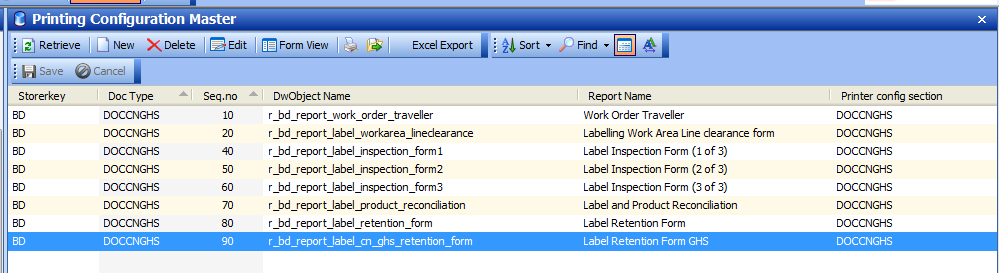 Printing Configuration Master
Retrieve New Delete Edit Form View Excel Export Sort Find
Save Cancel
Storerkey Doc Type Seq.no DwObject Name Report Name Printer config section
BD DOCCNGHS 10 r_bd_report_work_order_traveller Work Order Traveller DOCCNGHS
BD DOCCNGHS 20 r_bd_report_label_workarea_lineclearance Labelling Work Area Line clearance form DOCCNGHS
BD DOCCNGHS 40 r_bd_report_label_inspection_form1 Label Inspection Form (1 of 3) DOCCNGHS
BD DOCCNGHS 50 r_bd_report_label_inspection_form2 Label Inspection Form (2 of 3) DOCCNGHS
BD DOCCNGHS 60 r_bd_report_label_inspection_form3 Label Inspection Form (3 of 3) DOCCNGHS
BD DOCCNGHS 70 r_bd_report_label_product_reconciliation Label and Product Reconciliation DOCCNGHS
BD DOCCNGHS 80 r_bd_report_label_retention_form Label Retention Form DOCCNGHS
BD DOCCNGHS 90 r_bd_report_label_cn_ghs_retention_form Label Retention Form GHS DOCCNGHS